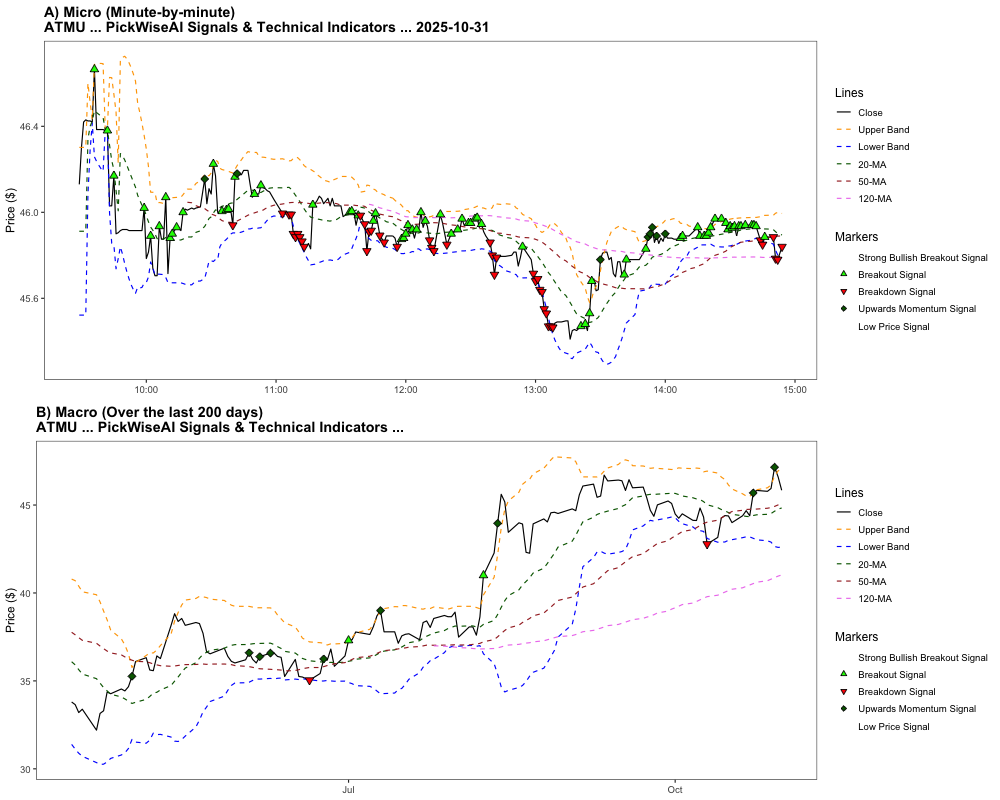 A) Micro (Minute-by-minute)
ATMU ... PickWiseAI Signals & Technical Indicators ... 2025-10-31
Price ($)
46.4
46.0
45.6
10:00
11:00
12:00
13:00
14:00
15:00
Lines
Close
Upper Band
Lower Band
20-MA
50-MA
120-MA
Markers
Strong Bullish Breakout Signal
Breakout Signal
Breakdown Signal
Upwards Momentum Signal
Low Price Signal
B) Macro (Over the last 200 days)
ATMU ... PickWiseAI Signals & Technical Indicators ...
Price ($)
45
40
35
30
Jul
Oct
Lines
Close
Upper Band
Lower Band
20-MA
50-MA
120-MA
Markers
Strong Bullish Breakout Signal
Breakout Signal
Breakdown Signal
Upwards Momentum Signal
Low Price Signal